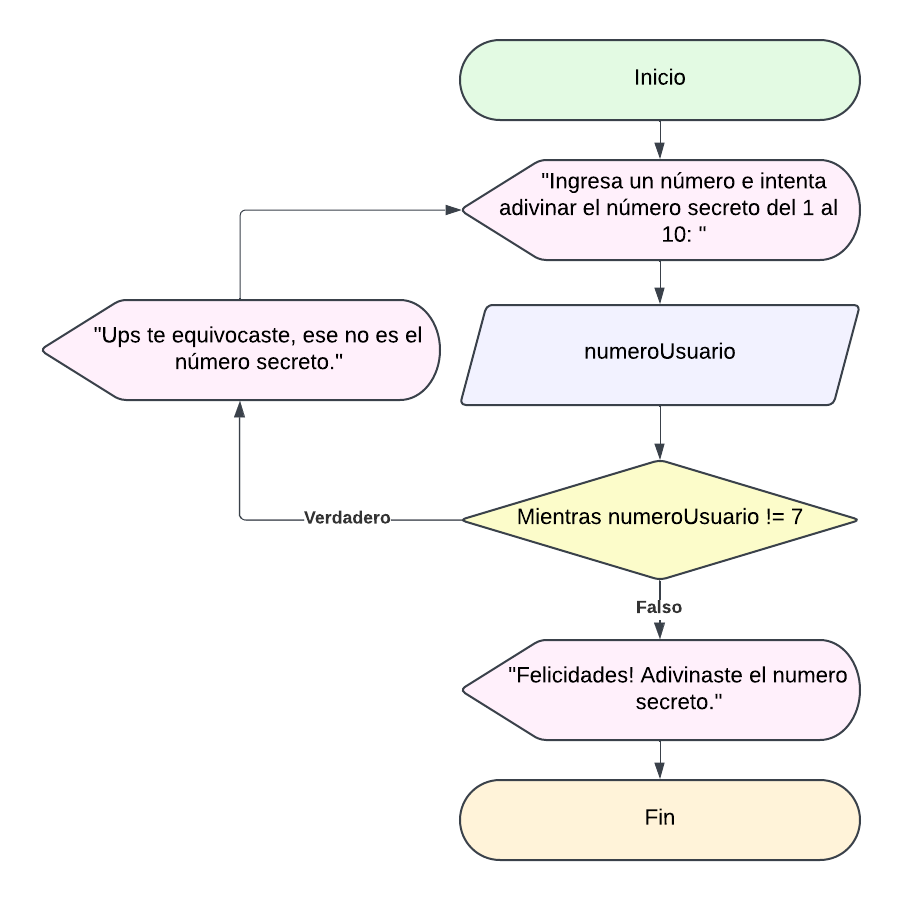 Inicio
"Ingresa un número e intenta
adivinar el número secreto del 1 al
10: "
"Ups te equivocaste, ese no es el
número secreto."
numeroUsuario
Mientras numeroUsuario != 7
Verdadero
Falso
"Felicidades! Adivinaste el numero
secreto."
Fin